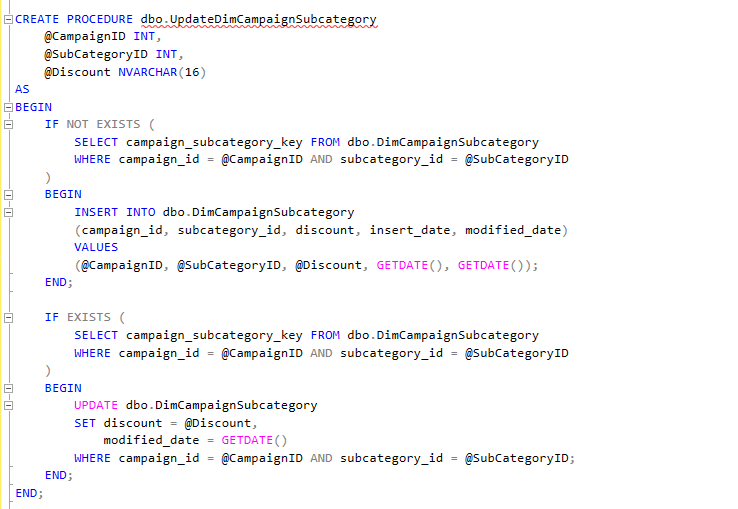 CREATE PROCEDURE dbo.UpdateDimCampaignSubcategory
    @CampaignID INT,
    @SubCategoryID INT,
    @Discount NVARCHAR(16)
AS
BEGIN
    IF NOT EXISTS (
        SELECT campaign_subcategory_key FROM dbo.DimCampaignSubcategory
        WHERE campaign_id = @CampaignID AND subcategory_id = @SubCategoryID
    )
    BEGIN
        INSERT INTO dbo.DimCampaignSubcategory
        (campaign_id, subcategory_id, discount, insert_date, modified_date)
        VALUES
        (@CampaignID, @SubCategoryID, @Discount, GETDATE(), GETDATE());
    END;

    IF EXISTS (
        SELECT campaign_subcategory_key FROM dbo.DimCampaignSubcategory
        WHERE campaign_id = @CampaignID AND subcategory_id = @SubCategoryID
    )
    BEGIN
        UPDATE dbo.DimCampaignSubcategory
        SET discount = @Discount,
            modified_date = GETDATE()
        WHERE campaign_id = @CampaignID AND subcategory_id = @SubCategoryID;
    END;
END;